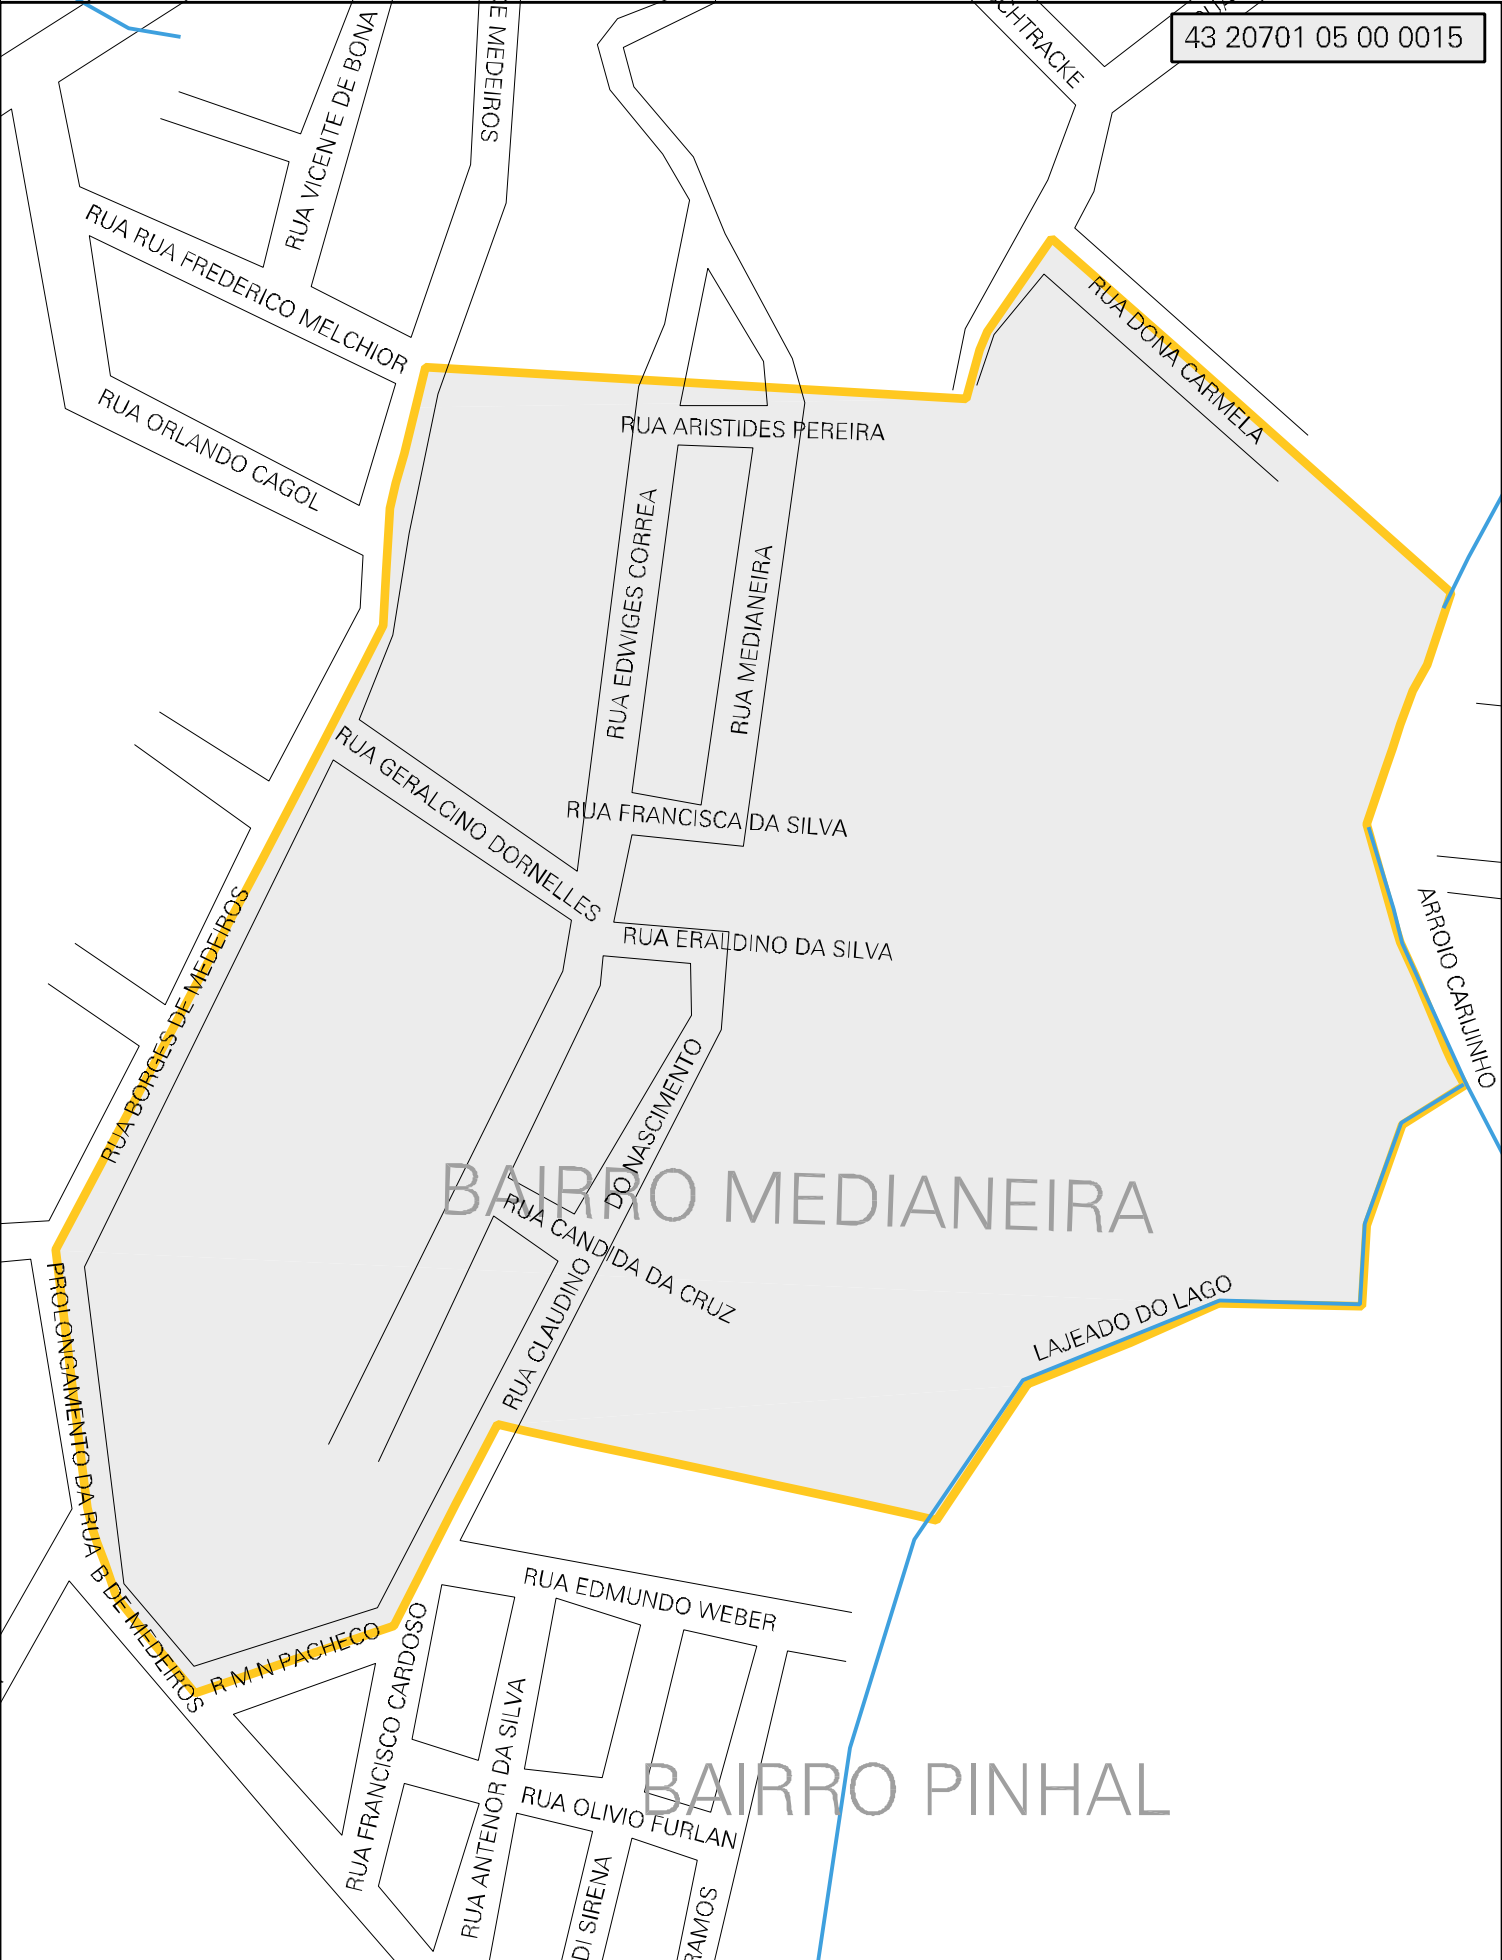 43 20701 05 00 0015
CHTRACKE
RUA VICENTE DE BONA
E MEDEIROS
RUA RUA FREDERICO MELCHIOR
RUA ORLANDO CAGOL
RUA DONA CARMELA
RUA ARISTIDES PEREIRA
RUA EDWIGES CORREA
RUA MEDIANEIRA
RUA GERALCINO DORNELLES
RUA FRANCISCA DA SILVA
RUA ERALDINO DA SILVA
RUA BORGES DE MEDEIROS
ARROIO CARIJINHO
BAIRRO MEDIANEIRA
RUA CLAUDINO DO NASCIMENTO
RUA CANDIDA DA CRUZ
LAJEADO DO LAGO
PROLONGAMENTO DA RUA B DE MEDEIROS
R M N PACHECO
RUA EDMUNDO WEBER
RUA FRANCISCO CARDOSO
RUA ANTENOR DA SILVA
RUA OLIVIO FURLAN
BAIRRO PINHAL
DI SIRENA
RAMOS